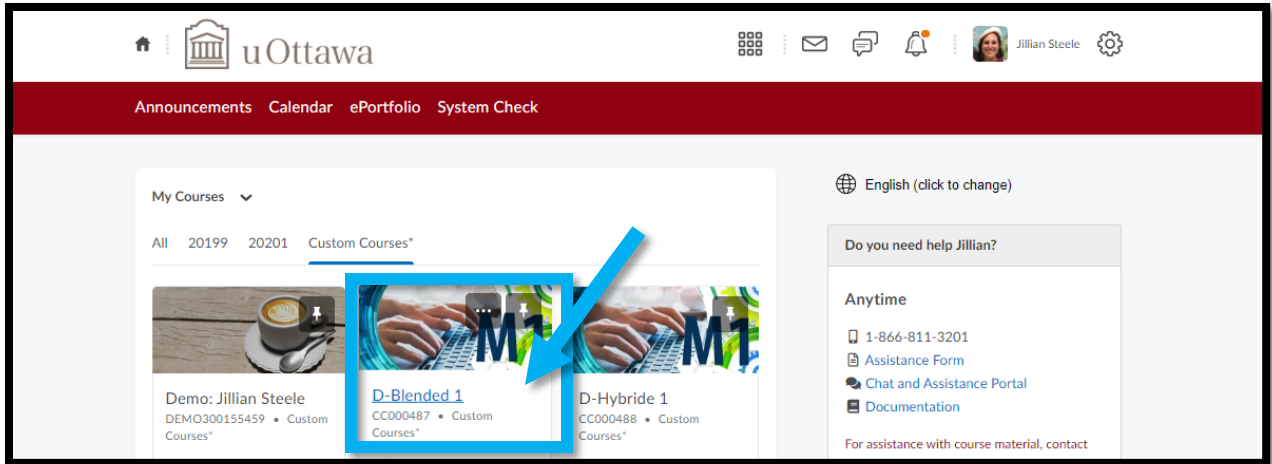 uOttawa
Jillian Steele
Announcements Calendar ePortfolio System Check
My Courses
All 20199 20201 Custom Courses*
M1
M1
Demo: Jillian Steele
DEMO300155459 • Custom
Courses*
D-Blended 1
CC000487 • Custom
Courses*
D-Hybride 1
CC000488 • Custom
Courses*
English (click to change)
Do you need help Jillian?
Anytime
1-866-811-3201
Assistance Form
Chat and Assistance Portal
Documentation
For assistance with course material, contact